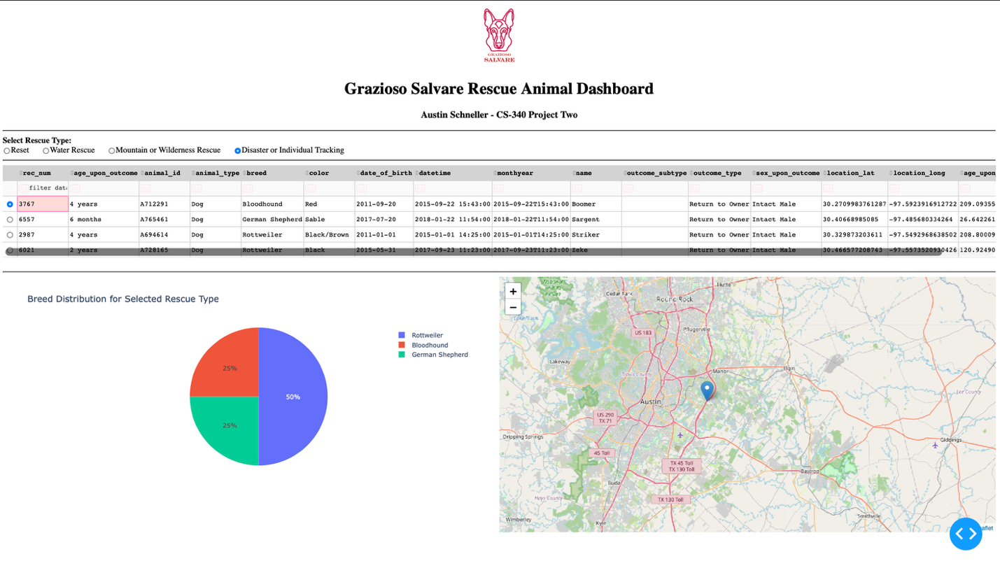 GRAZIOSO
SALVARE
Grazioso Salvare Rescue Animal Dashboard
Austin Schneller - CS-340 Project Two
Select Rescue Type:
Reset Water Rescue Mountain or Wilderness Rescue Disaster or Individual Tracking
rec_num age_upon_outcome animal_id animal_type breed color date_of_birth datetime monthyear name outcome_subtype outcome_type sex_upon_outcome location_lat location_long age_upon
filter data
3767 4 years A712291 Dog Bloodhound Red 2011-09-20 2015-09-22 15:43:00 2015-09-22T15:43:00 Boomer Return to Owner Intact Male 30.2709983761287 -97.5923916912722 209.09355
6557 6 months A765461 Dog German Shepherd Sable 2017-07-20 2018-01-22 11:54:00 2018-01-22T11:54:00 Sargent Return to Owner Intact Male 30.40668985085 -97.485680334264 26.642261
2987 4 years A694614 Dog Rottweiler Black/Brown 2011-01-01 2015-01-01 14:25:00 2015-01-01T14:25:00 Striker Return to Owner Intact Male 30.329873203611 -97.5492968638502 208.80009
6021 2 years A728165 Dog Rottweiler Black 2015-05-31 2017-09-23 11:23:00 2017-09-23T11:23:00 Zeke Return to Owner Intact Male 30.466577208743 -97.5573520930426 120.92490
Breed Distribution for Selected Rescue Type
Rottweiler
Bloodhound
German Shepherd
25%
50%
25%
+
−
Hutto
Cedar Park
Round Rock
US 183
Pflugerville
Lakeway
Manor
Elgin
Travis County
Lee County
Austin
US 290
TX 71
Dripping Springs
Giddings
45 Toll
TX 45 Toll
TX 130 Toll
Bastrop
Buda
Hays County
TX 130 Toll
Smithville
Wimberley
Kyle
aflet